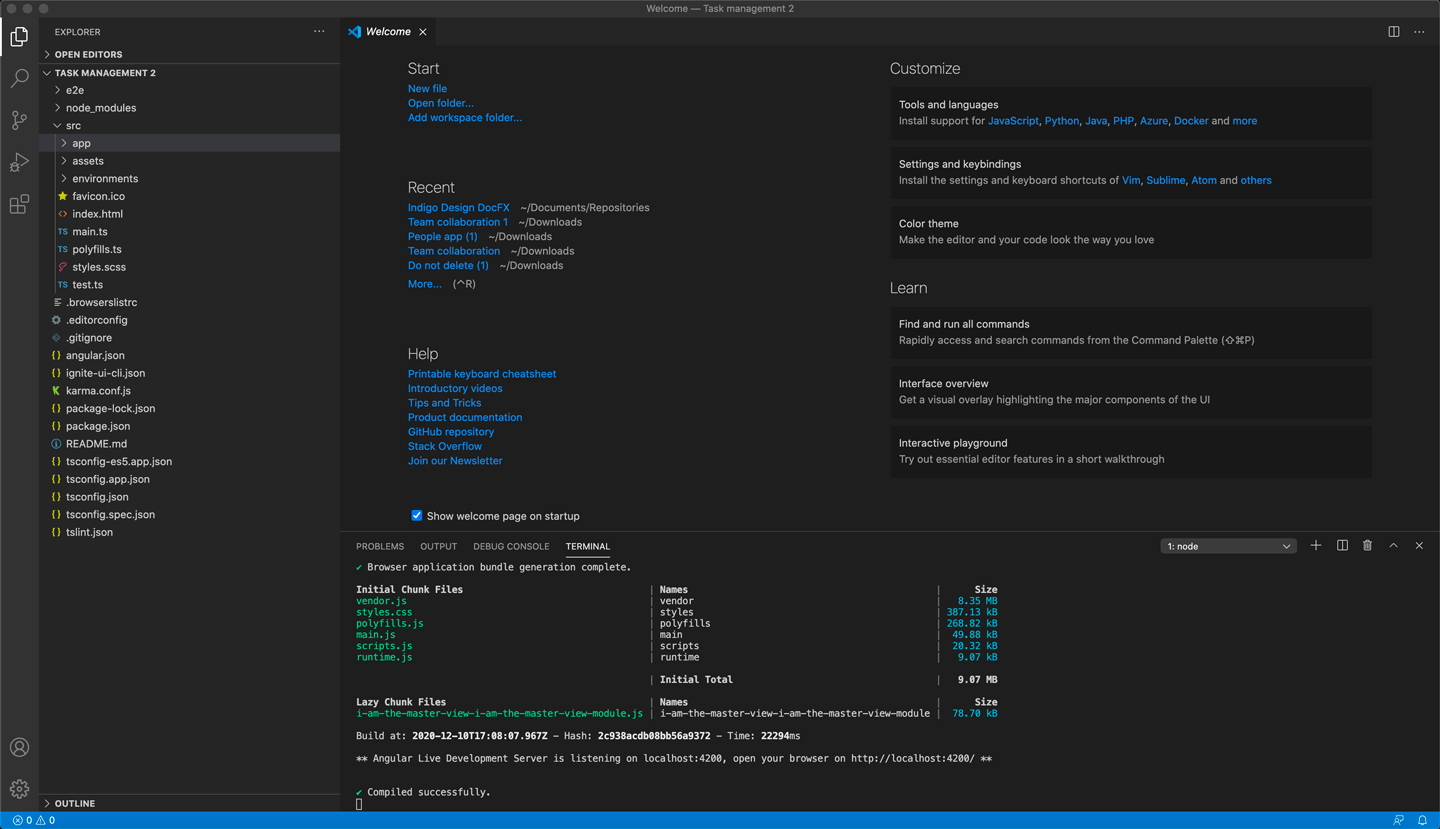 Welcome — Task management 2
EXPLORER
OPEN EDITORS
TASK MANAGEMENT 2
e2e
node_modules
src
app
assets
environments
favicon.ico
index.html
TS main.ts
TS polyfills.ts
styles.scss
TS test.ts
.browserslistrc
.editorconfig
.gitignore
{} angular.json
{} ignite-ui-cli.json
karma.conf.js
{} package-lock.json
{} package.json
README.md
{} tsconfig-es5.app.json
{} tsconfig.app.json
{} tsconfig.json
{} tsconfig.spec.json
{} tslint.json
OUTLINE
Welcome
Start
New file
Open folder...
Add workspace folder...
Recent
Indigo Design DocFX ~/Documents/Repositories
Team collaboration 1 ~/Downloads
People app (1) ~/Downloads
Team collaboration ~/Downloads
Do not delete (1) ~/Downloads
More... (^R)
Help
Printable keyboard cheatsheet
Introductory videos
Tips and Tricks
Product documentation
GitHub repository
Stack Overflow
Join our Newsletter
Show welcome page on startup
Customize
Tools and languages
Install support for JavaScript, Python, Java, PHP, Azure, Docker and more
Settings and keybindings
Install the settings and keyboard shortcuts of Vim, Sublime, Atom and others
Color theme
Make the editor and your code look the way you love
Learn
Find and run all commands
Rapidly access and search commands from the Command Palette (⇧⌘P)
Interface overview
Get a visual overlay highlighting the major components of the UI
Interactive playground
Try out essential editor features in a short walkthrough
PROBLEMS OUTPUT DEBUG CONSOLE TERMINAL 1: node
✔ Browser application bundle generation complete.
Initial Chunk Files | Names | Size
vendor.js | vendor | 8.35 MB
styles.css | styles | 387.13 kB
polyfills.js | polyfills | 268.82 kB
main.js | main | 49.88 kB
scripts.js | scripts | 20.32 kB
runtime.js | runtime | 9.07 kB
| Initial Total | 9.07 MB
Lazy Chunk Files | Names | Size
i-am-the-master-view-i-am-the-master-view-module.js | i-am-the-master-view-i-am-the-master-view-module | 78.70 kB
Build at: 2020-12-10T17:08:07.967Z - Hash: 2c938acdb08bb56a9372 - Time: 22294ms
** Angular Live Development Server is listening on localhost:4200, open your browser on http://localhost:4200/ **
✔ Compiled successfully.
0 0